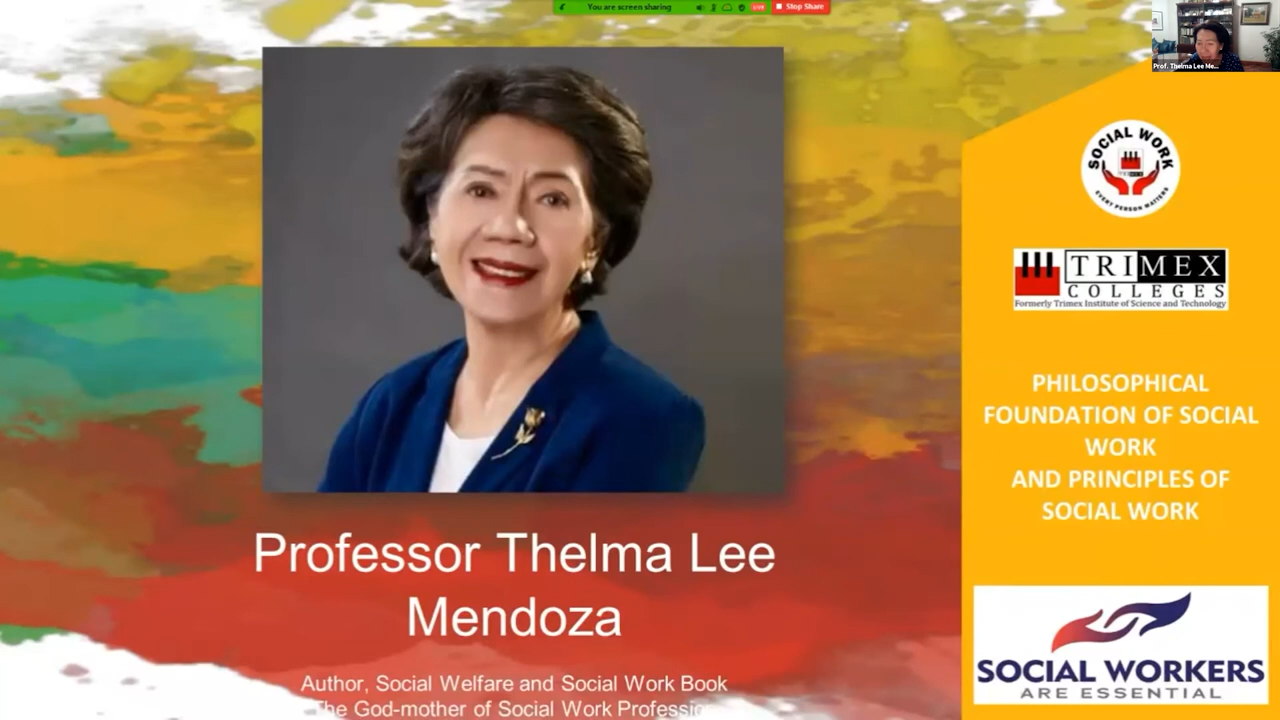 You are screen sharing
Stop Share
Prof. Thelma Lee Me...
SOCIAL WORK
TRIMEX
EVERY PERSON MATTERS
TRIMEX
COLLEGES
Formerly Trimex Institute of Science and Technology
PHILOSOPHICAL
FOUNDATION OF SOCIAL
WORK
AND PRINCIPLES OF
SOCIAL WORK
Professor Thelma Lee
Mendoza
Author, Social Welfare and Social Work Book
The God-mother of Social Work Profession
SOCIAL WORKERS
ARE ESSENTIAL